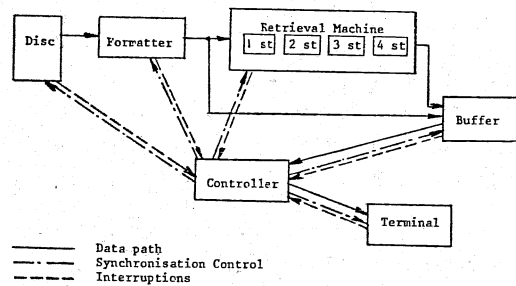 Retrieval Machine
Disc
Formatter
1 st
2 st
3 st
4 st
Buffer
Controller
Terminal
Data path
Synchronisation Control
Interruptions